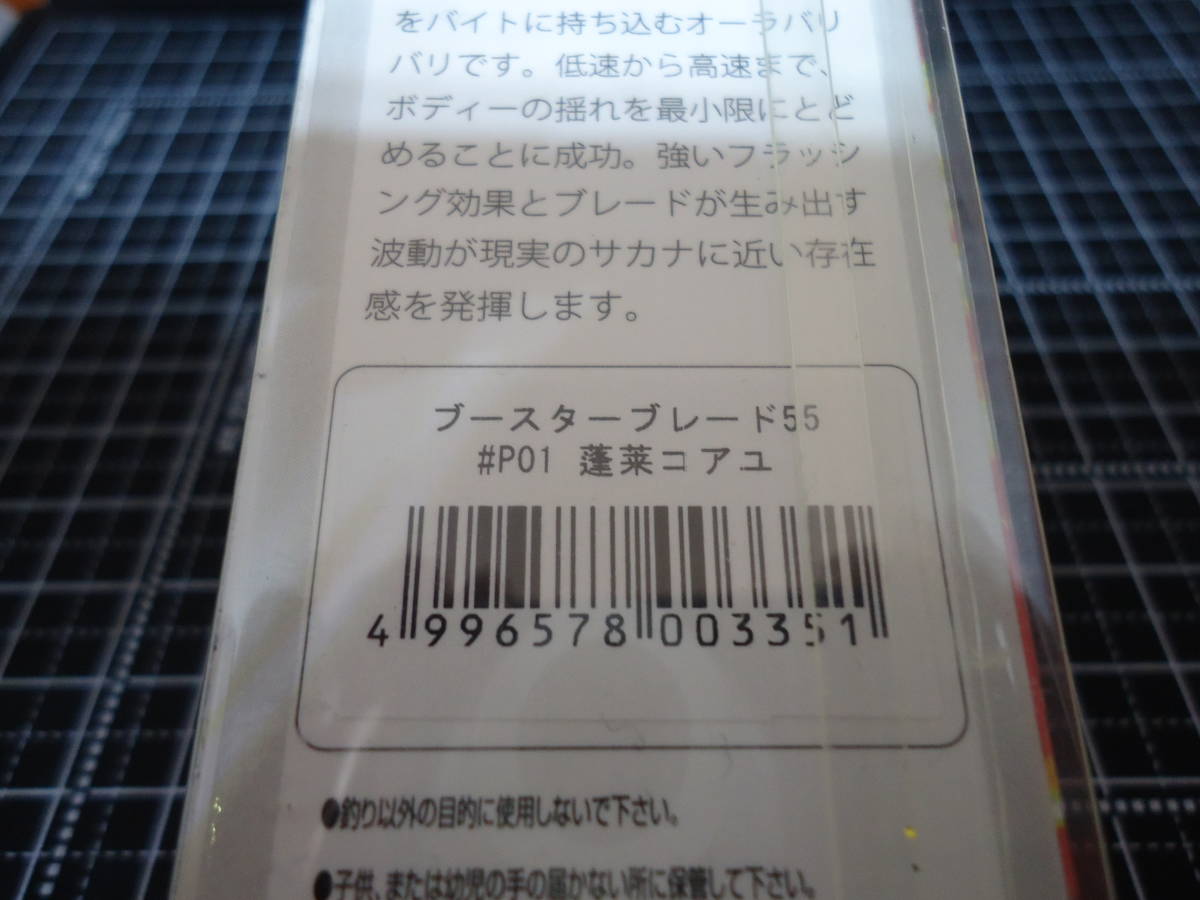 をバイトに持ち込むオーラバリ
バリです。低速から高速まで、
ボディーの揺れを最小限にとど
めることに成功。強いフラッシ
ング効果とブレードが生み出す
波動が現実のサカナに近い存在
感を発揮します。
ブースターブレード55
#P01 蓬莱コアユ
4 996578 003351
●釣り以外の目的に使用しないで下さい。
●子供、または幼児の手の届かない所に保管して下さい。